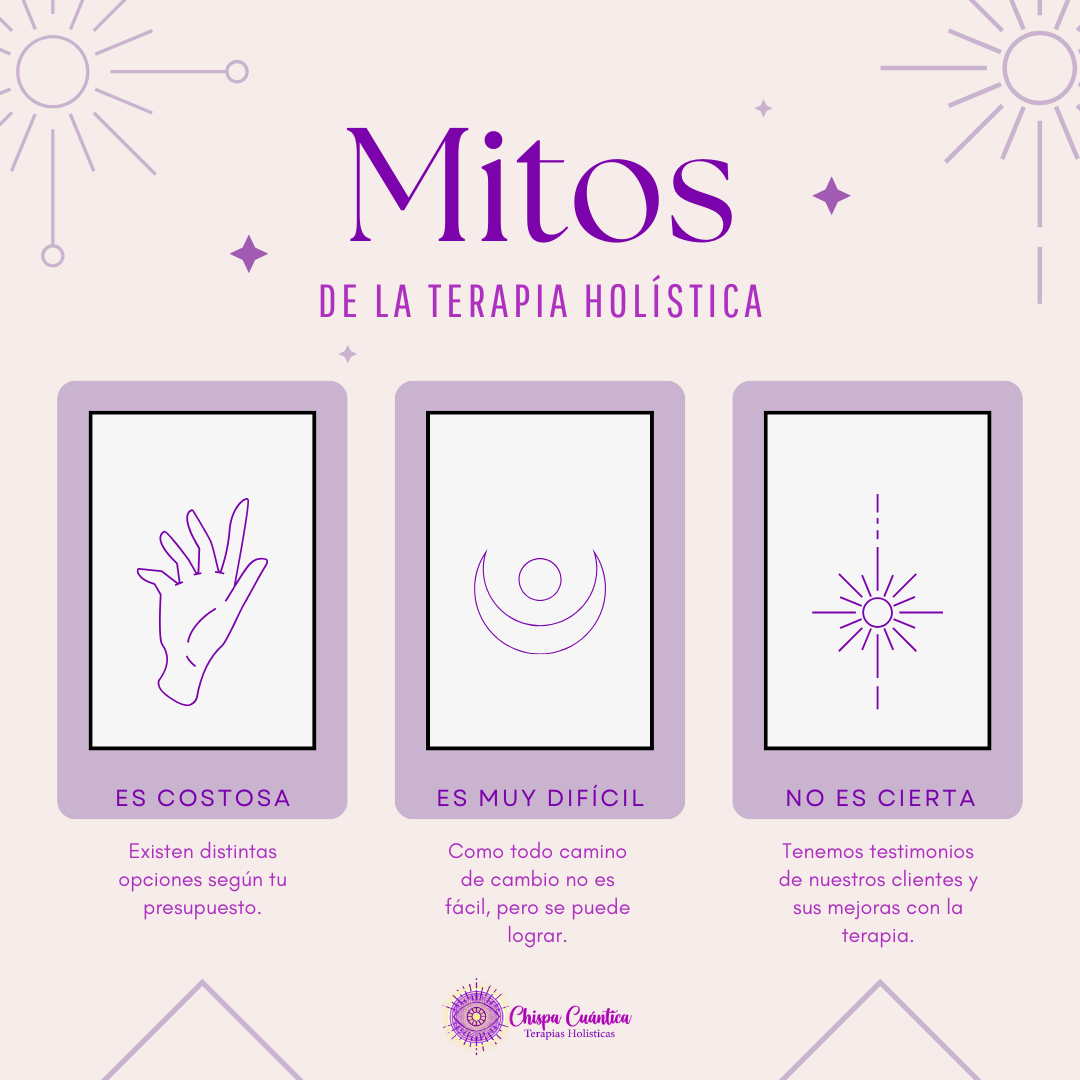 Mitos
DE LA TERAPIA HOLÍSTICA
ES COSTOSA
Existen distintas
opciones según tu
presupuesto.
ES MUY DIFÍCIL
Como todo camino
de cambio no es
fácil, pero se puede
lograr.
NO ES CIERTA
Tenemos testimonios
de nuestros clientes y
sus mejoras con la
terapia.
Chispa Cuántica
Terapias Holísticas